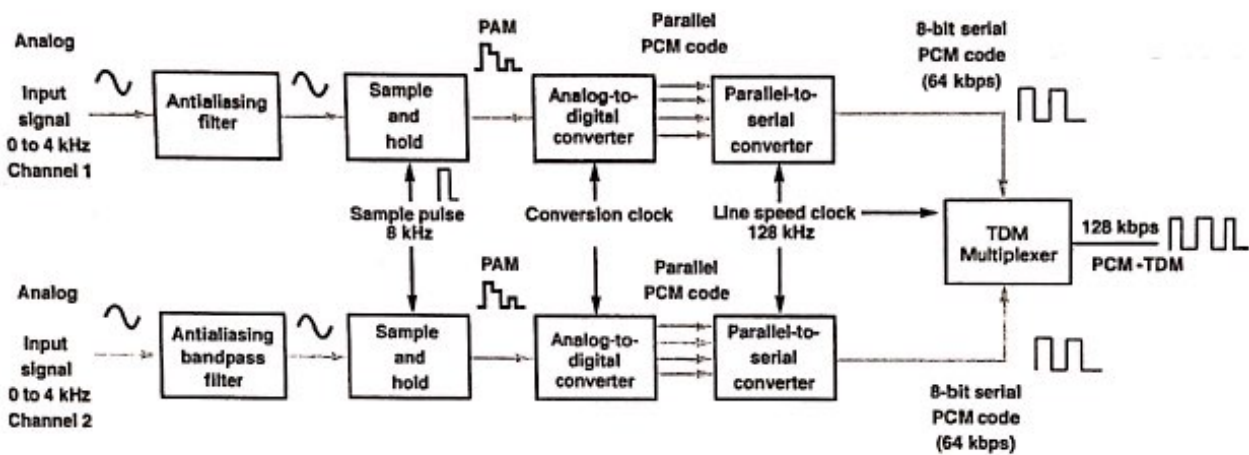 Analog
Input
signal
0 to 4 kHz
Channel 1
Antialiasing
filter
Sample
and
hold
PAM
Analog-to-
digital
converter
Parallel
PCM code
Parallel-to-
serial
converter
8-bit serial
PCM code
(64 kbps)
Sample pulse
8 kHz
Conversion clock
Line speed clock
128 kHz
TDM
Multiplexer
128 kbps
PCM-TDM
Analog
Input
signal
0 to 4 kHz
Channel 2
Antialiasing
bandpass
filter
Sample
and
hold
PAM
Analog-to-
digital
converter
Parallel
PCM code
Parallel-to-
serial
converter
8-bit serial
PCM code
(64 kbps)